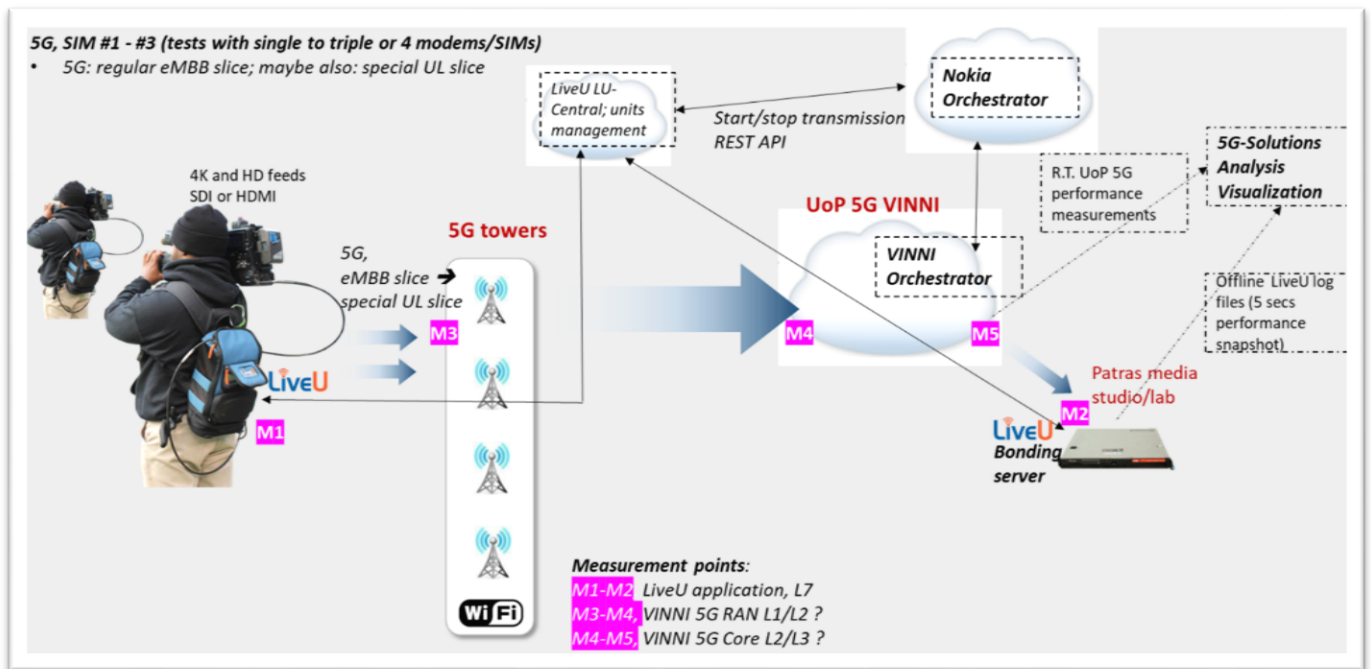 5G, SIM #1 - #3 (tests with single to triple or 4 modems/SIMs)
• 5G: regular eMBB slice; maybe also: special UL slice
LiveU LU-
Central; units
management
Nokia
Orchestrator
Start/stop transmission
REST API
5G-Solutions
Analysis
Visualization
R.T. UoP 5G
performance
measurements
4K and HD feeds
SDI or HDMI
UoP 5G VINNI
5G towers
VINNI
Orchestrator
5G,
eMBB slice ➔
special UL slice
Offline LiveU log
files (5 secs
performance
snapshot)
M3
M4
M5
LiveU
M1
Patras media
studio/lab
M2
LiveU
Bonding
server
WiFi
Measurement points:
M1-M2 LiveU application, L7
M3-M4, VINNI 5G RAN L1/L2 ?
M4-M5, VINNI 5G Core L2/L3 ?